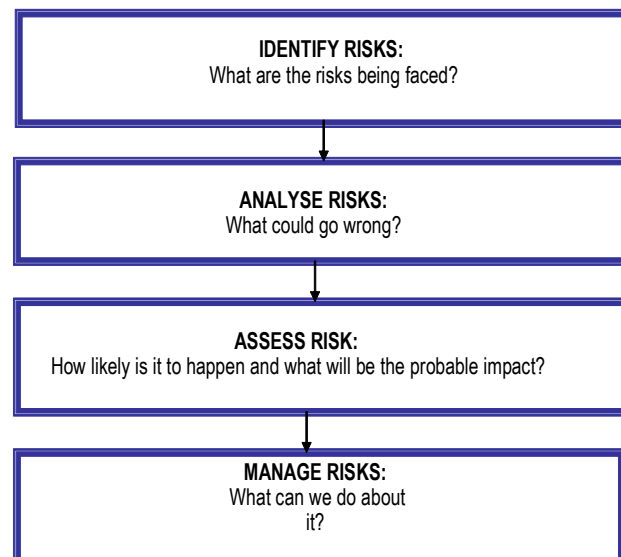 IDENTIFY RISKS:
What are the risks being faced?
ANALYSE RISKS:
What could go wrong?
ASSESS RISK:
How likely is it to happen and what will be the probable impact?
MANAGE RISKS:
What can we do about
it?